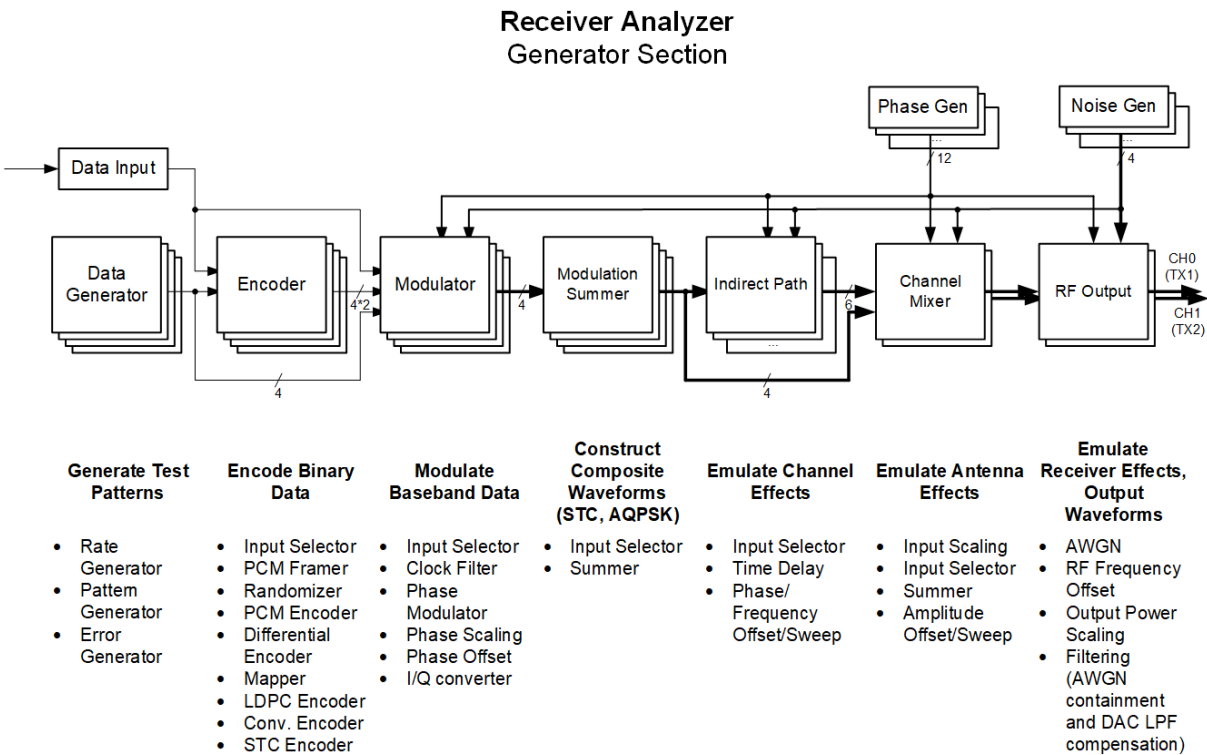 Receiver Analyzer
Generator Section
Phase Gen
...
12
Noise Gen
...
4
Data Input
Data
Generator
Encoder
4*2
Modulator
4
Modulation
Summer
Indirect Path
...
6
Channel
Mixer
RF Output
CH0
(TX1)
CH1
(TX2)
4
4
Generate Test
Patterns
• Rate
Generator
• Pattern
Generator
• Error
Generator
Encode Binary
Data
• Input Selector
• PCM Framer
• Randomizer
• PCM Encoder
• Differential
Encoder
• Mapper
• LDPC Encoder
• Conv. Encoder
• STC Encoder
Modulate
Baseband Data
• Input Selector
• Clock Filter
• Phase
Modulator
• Phase Scaling
• Phase Offset
• I/Q converter
Construct
Composite
Waveforms
(STC, AQPSK)
• Input Selector
• Summer
Emulate Channel
Effects
• Input Selector
• Time Delay
• Phase/
Frequency
Offset/Sweep
Emulate Antenna
Effects
• Input Scaling
• Input Selector
• Summer
• Amplitude
Offset/Sweep
Emulate
Receiver Effects,
Output
Waveforms
• AWGN
• RF Frequency
Offset
• Output Power
Scaling
• Filtering
(AWGN
containment
and DAC LPF
compensation)